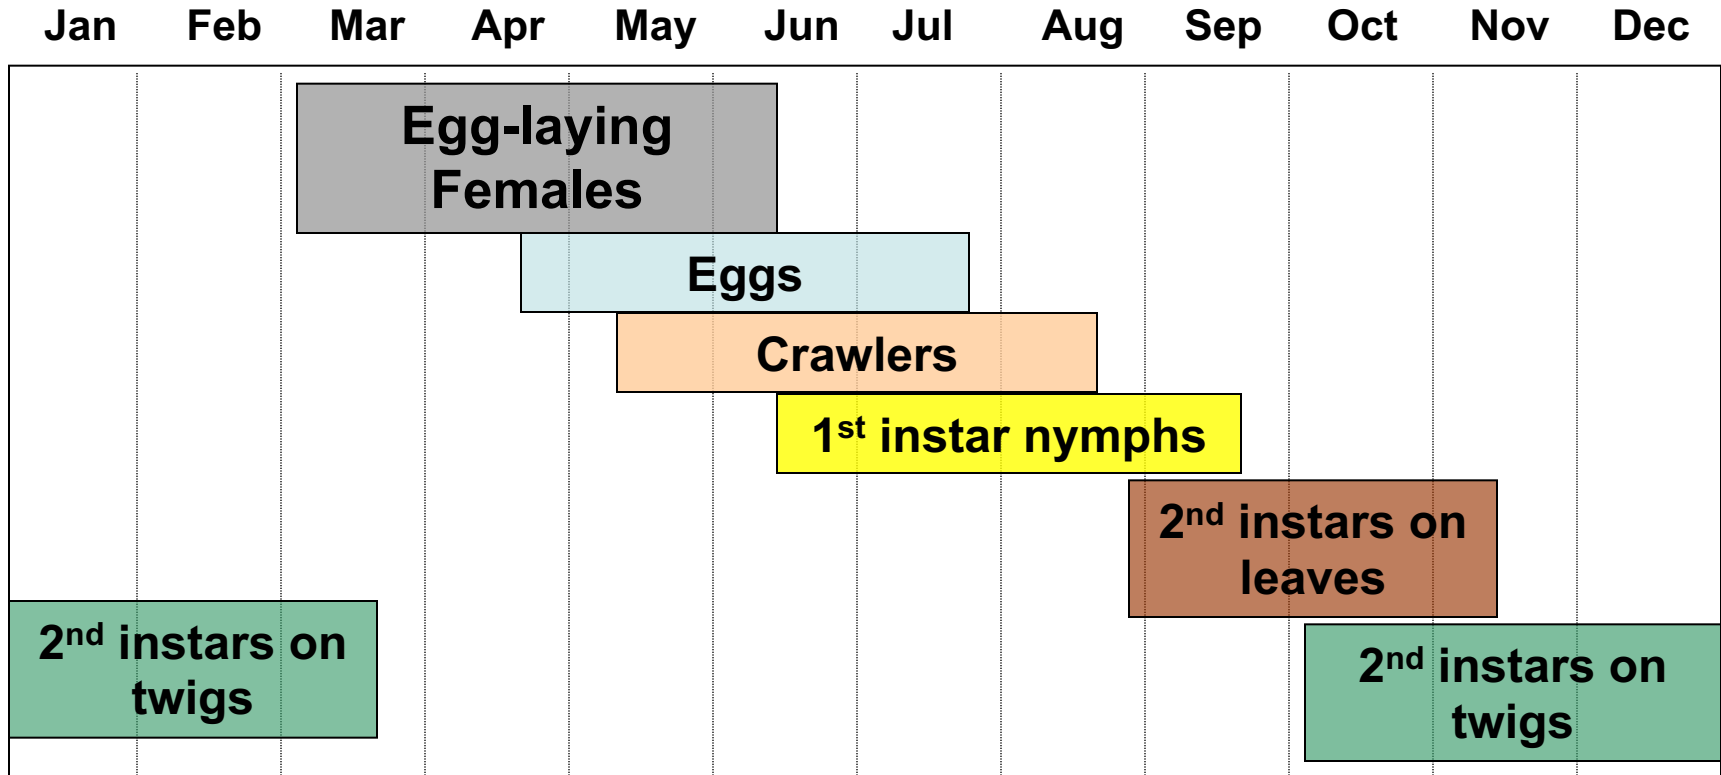 Jan Feb Mar Apr May Jun Jul Aug Sep Oct Nov Dec
Egg-laying
Females
Eggs
Crawlers
1st instar nymphs
2nd instars on
leaves
2nd instars on
twigs
2nd instars on
twigs